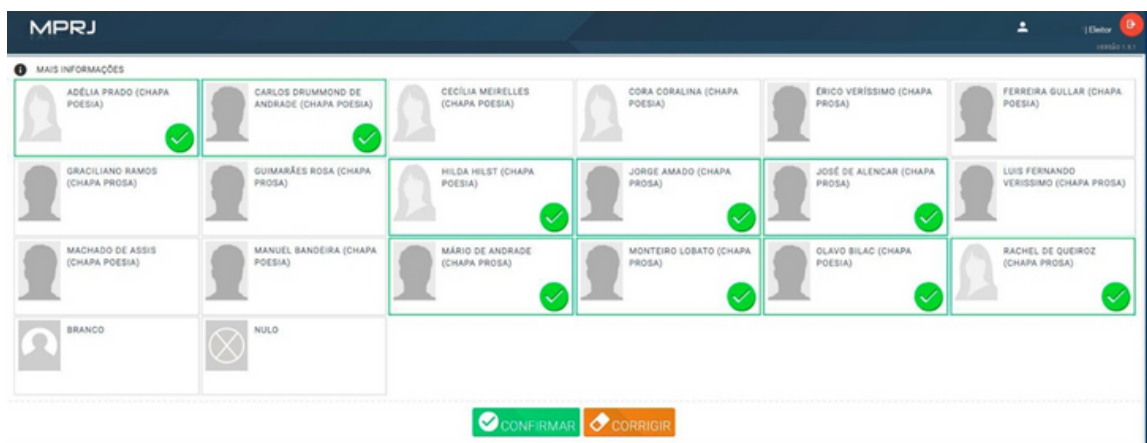 MPRJ
| Eleitor
VERSÃO 1.5.1
MAIS INFORMAÇÕES
ADÉLIA PRADO (CHAPA
POESIA)
CARLOS DRUMMOND DE
ANDRADE (CHAPA POESIA)
CECÍLIA MEIRELLES
(CHAPA POESIA)
CORA CORALINA (CHAPA
POESIA)
ÉRICO VERÍSSIMO (CHAPA
PROSA)
FERREIRA GULLAR (CHAPA
POESIA)
GRACILIANO RAMOS
(CHAPA PROSA)
GUIMARÃES ROSA (CHAPA
PROSA)
HILDA HILST (CHAPA
POESIA)
JORGE AMADO (CHAPA
PROSA)
JOSÉ DE ALENCAR (CHAPA
PROSA)
LUIS FERNANDO
VERISSIMO (CHAPA PROSA)
MACHADO DE ASSIS
(CHAPA POESIA)
MANUEL BANDEIRA (CHAPA
POESIA)
MÁRIO DE ANDRADE
(CHAPA PROSA)
MONTEIRO LOBATO (CHAPA
PROSA)
OLAVO BILAC (CHAPA
POESIA)
RACHEL DE QUEIROZ
(CHAPA PROSA)
BRANCO
NULO
CONFIRMAR
CORRIGIR